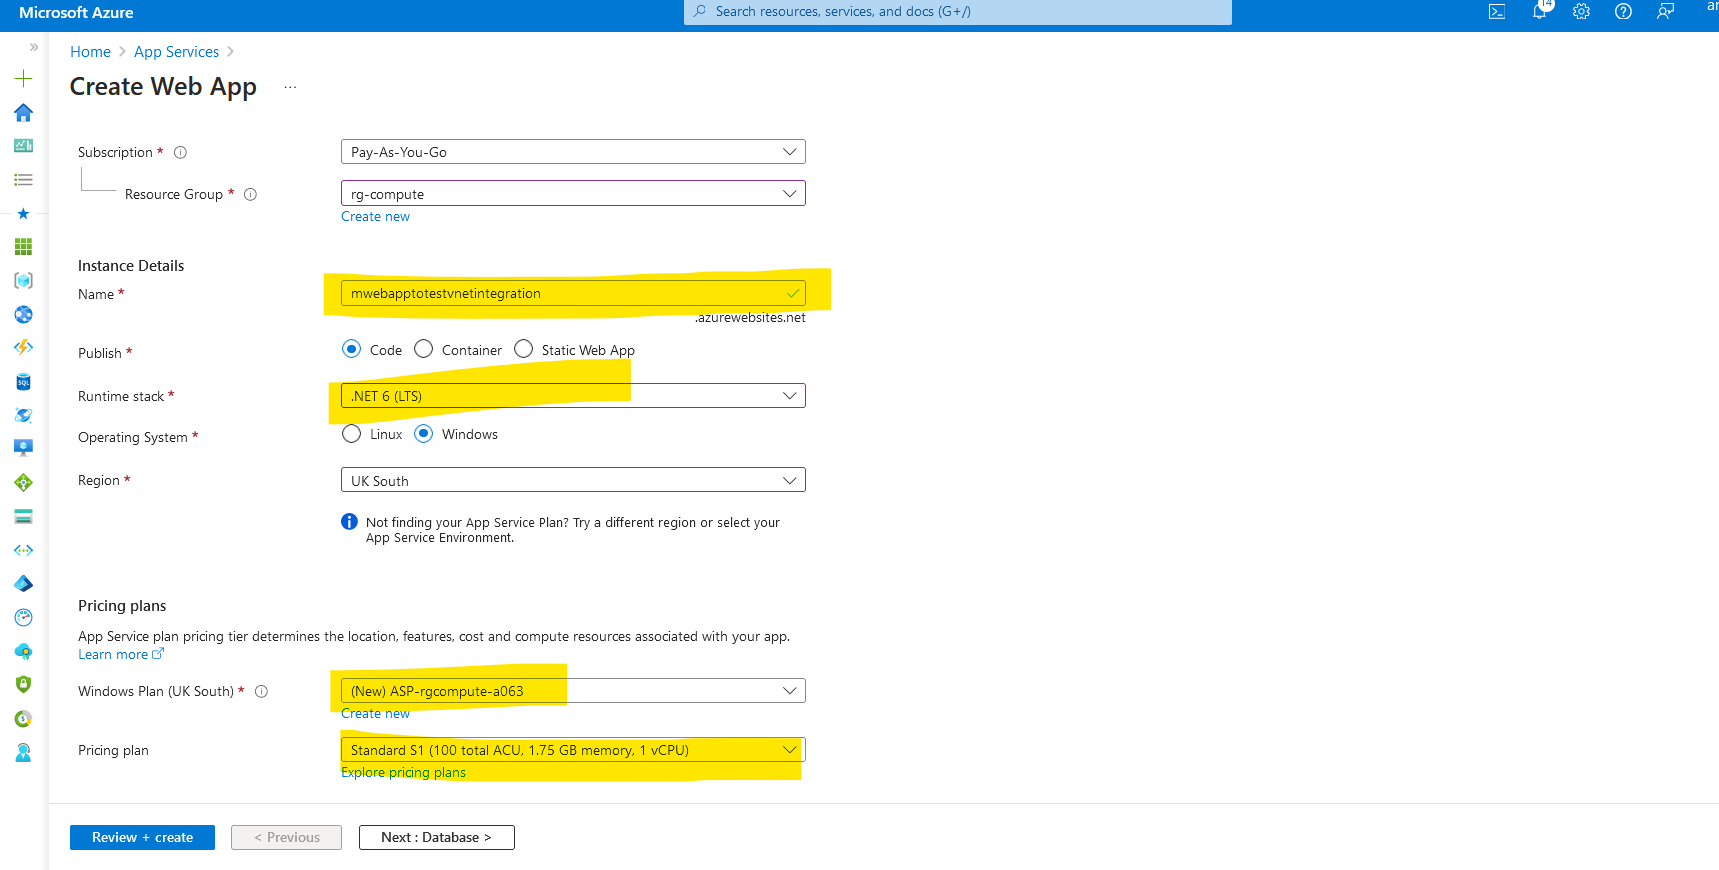 Microsoft Azure
Search resources, services, and docs (G+/)
14
Home > App Services >
Create Web App ...
Subscription *
Pay-As-You-Go
Resource Group *
rg-compute
Create new
Instance Details
Name *
mwebapptotestvnetintegration
.azurewebsites.net
Publish *
Code
Container
Static Web App
Runtime stack *
.NET 6 (LTS)
Operating System *
Linux
Windows
Region *
UK South
Not finding your App Service Plan? Try a different region or select your
App Service Environment.
Pricing plans
App Service plan pricing tier determines the location, features, cost and compute resources associated with your app.
Learn more
Windows Plan (UK South) *
(New) ASP-rgcompute-a063
Create new
Pricing plan
Standard S1 (100 total ACU, 1.75 GB memory, 1 vCPU)
Explore pricing plans
Review + create
< Previous
Next : Database >